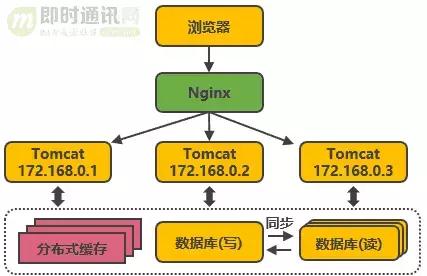 即时通讯网
浏览器
Nginx
Tomcat
172.168.0.1
Tomcat
172.168.0.2
Tomcat
172.168.0.3
分布式缓存
数据库(写)
同步
数据库(读)